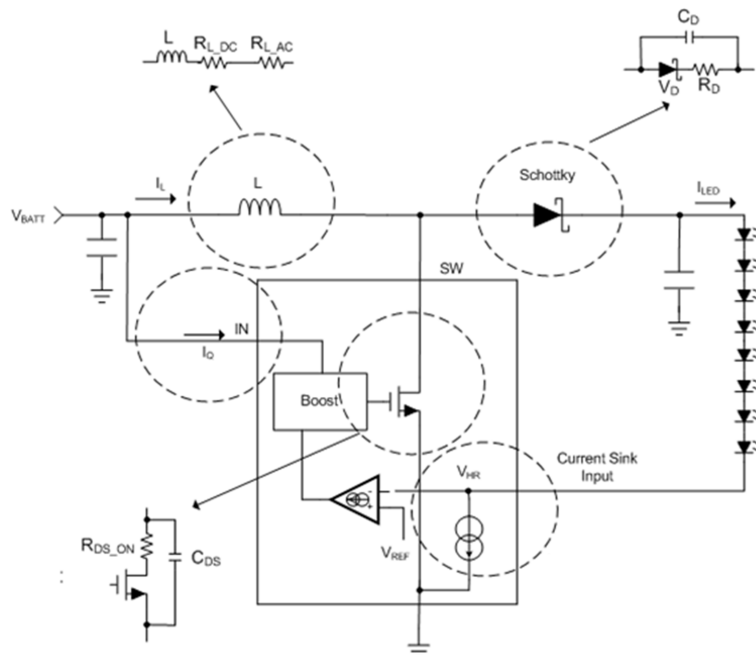 L
R_L_DC
R_L_AC
C_D
V_D
R_D
I_L
L
Schottky
I_LED
V_BATT
SW
IN
I_Q
Boost
V_HR
Current Sink
Input
-
+
V_REF
R_DS_ON
C_DS
: